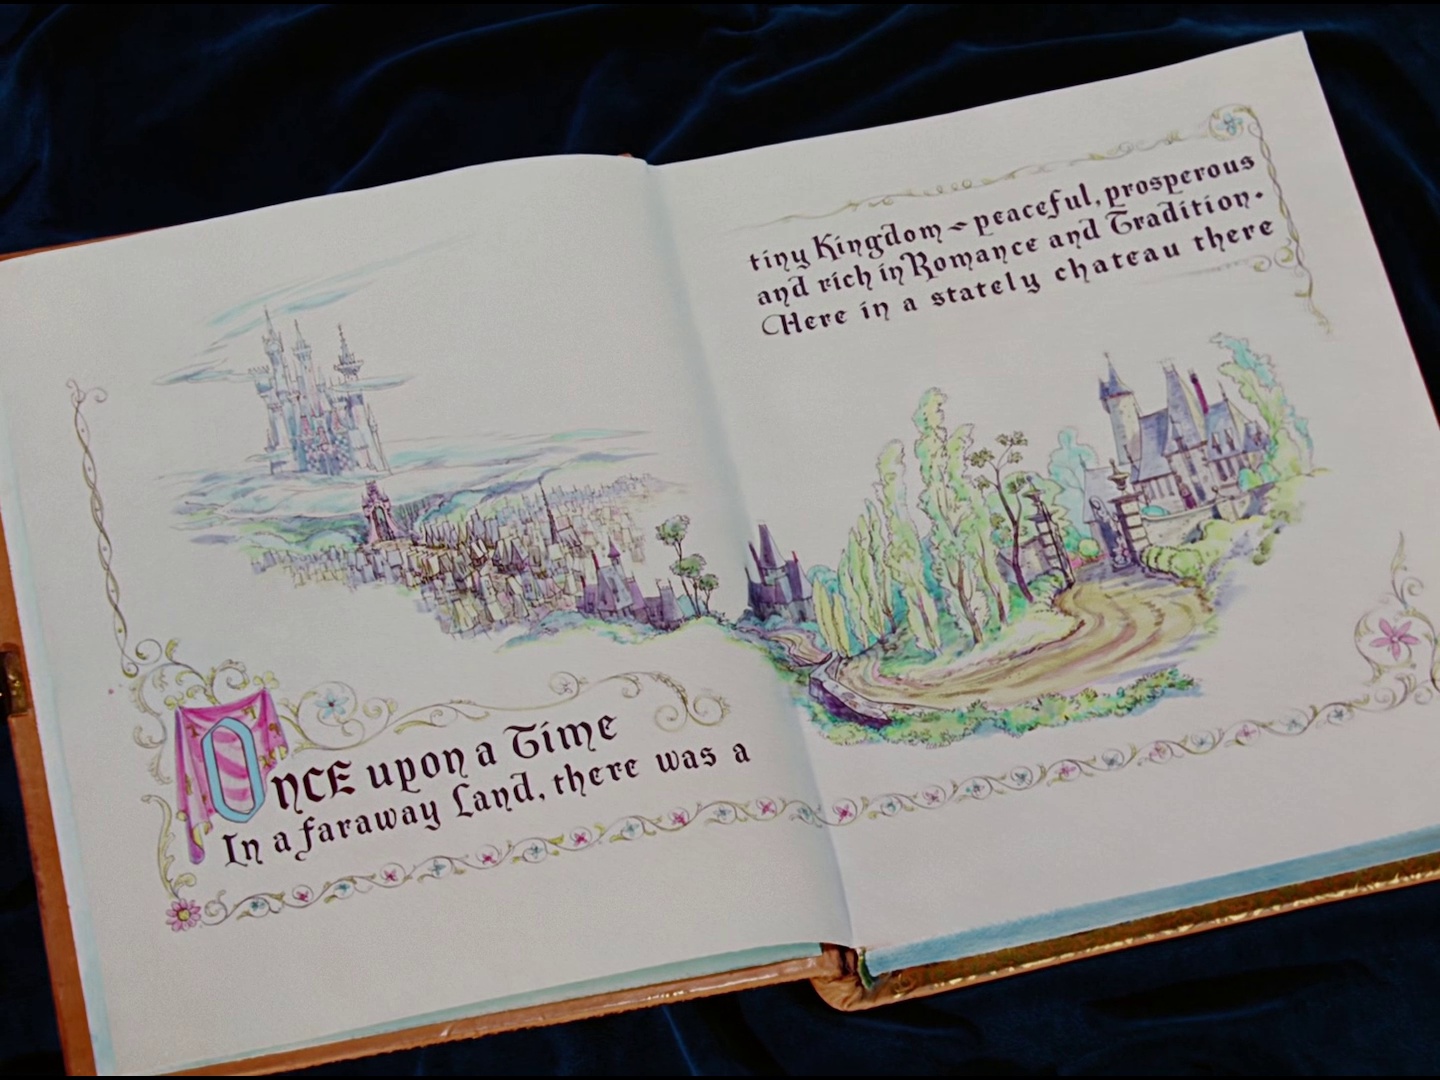 ONCE upon a Time
In a faraway Land, there was a
tiny Kingdom - peaceful, prosperous
and rich in Romance and Tradition.
Here in a stately chateau there